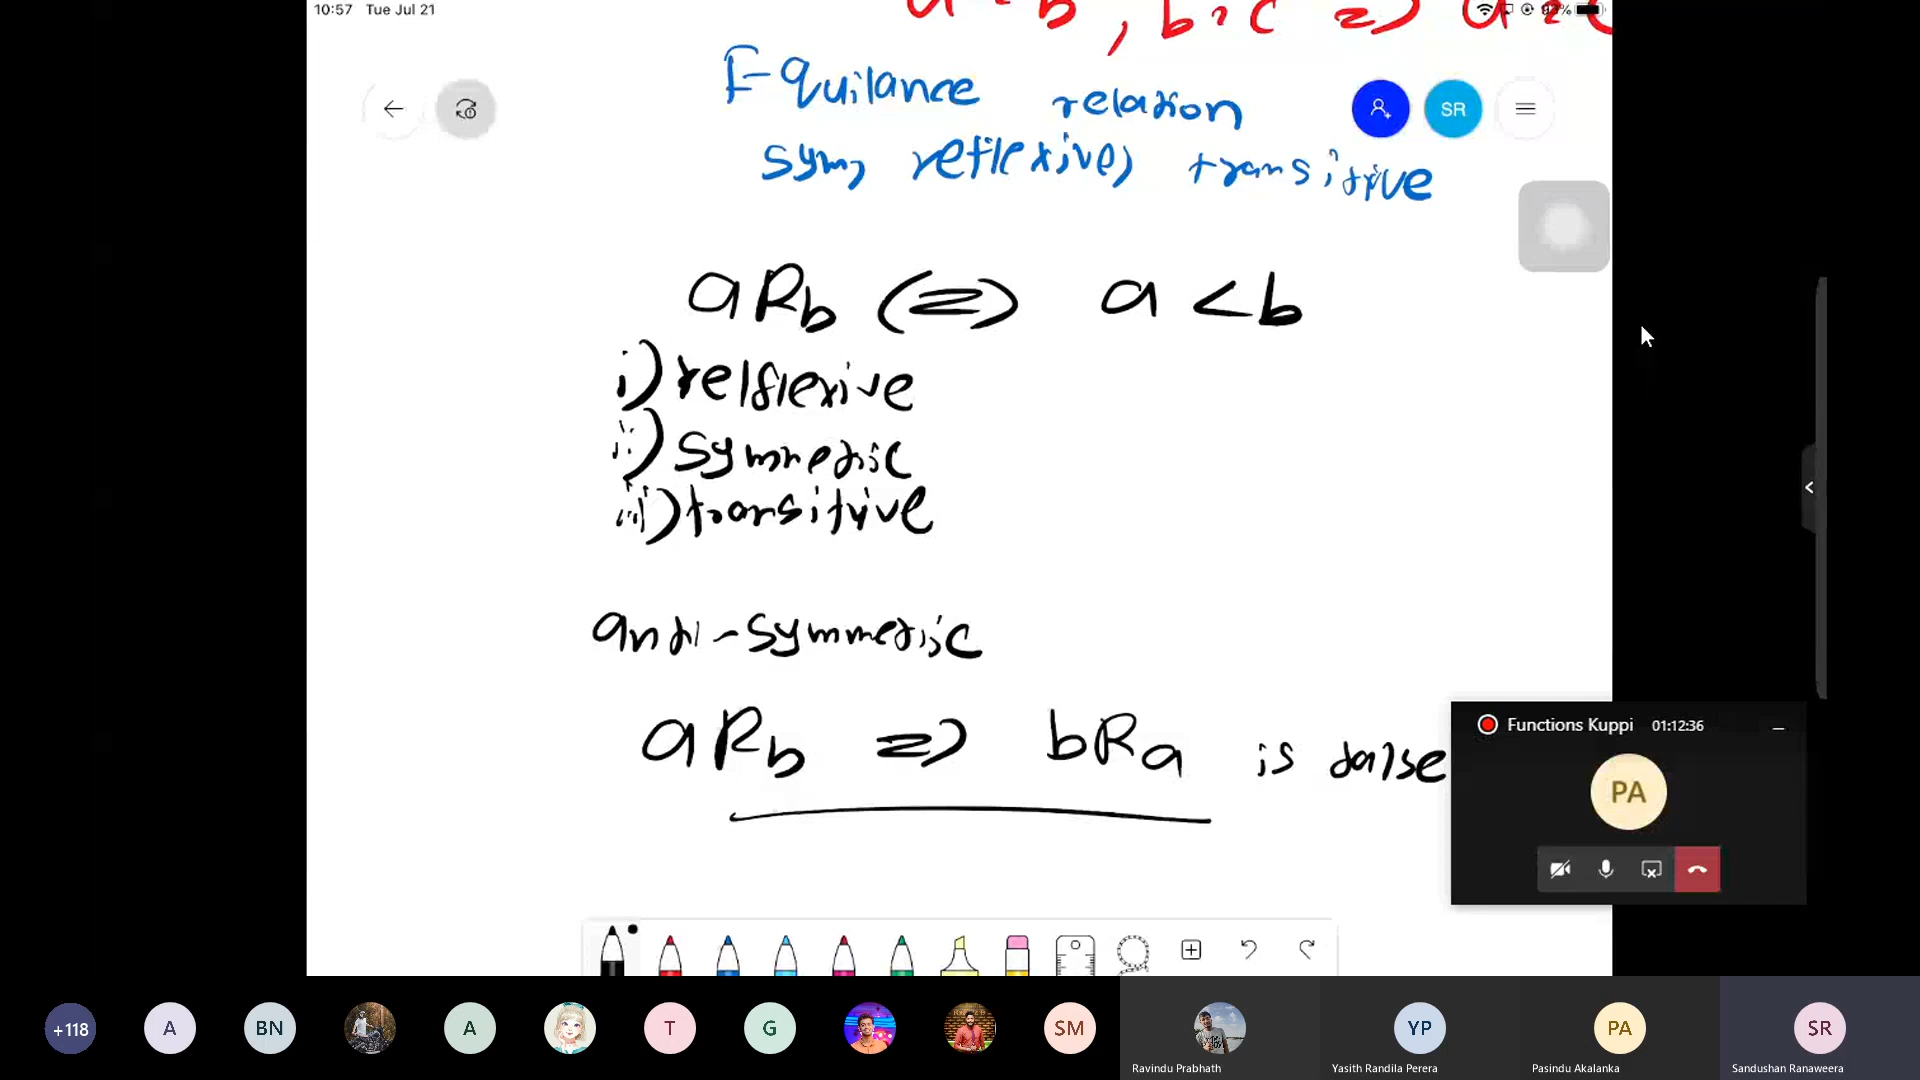 10:57 Tue Jul 21
a = b, b = c => a = c
E-quilance relation
SR
sym, reflexive, transitive
aRb <=> a < b
i) relflexive
ii) symmetric
iii) transitive
anti-symmetric
aRb => bRa is false
Functions Kuppi 01:12:36
PA
+118 A BN A T G SM YP PA SR
Ravindu Prabhath Yasith Randila Perera Pasindu Akalanka Sandushan Ranaweera